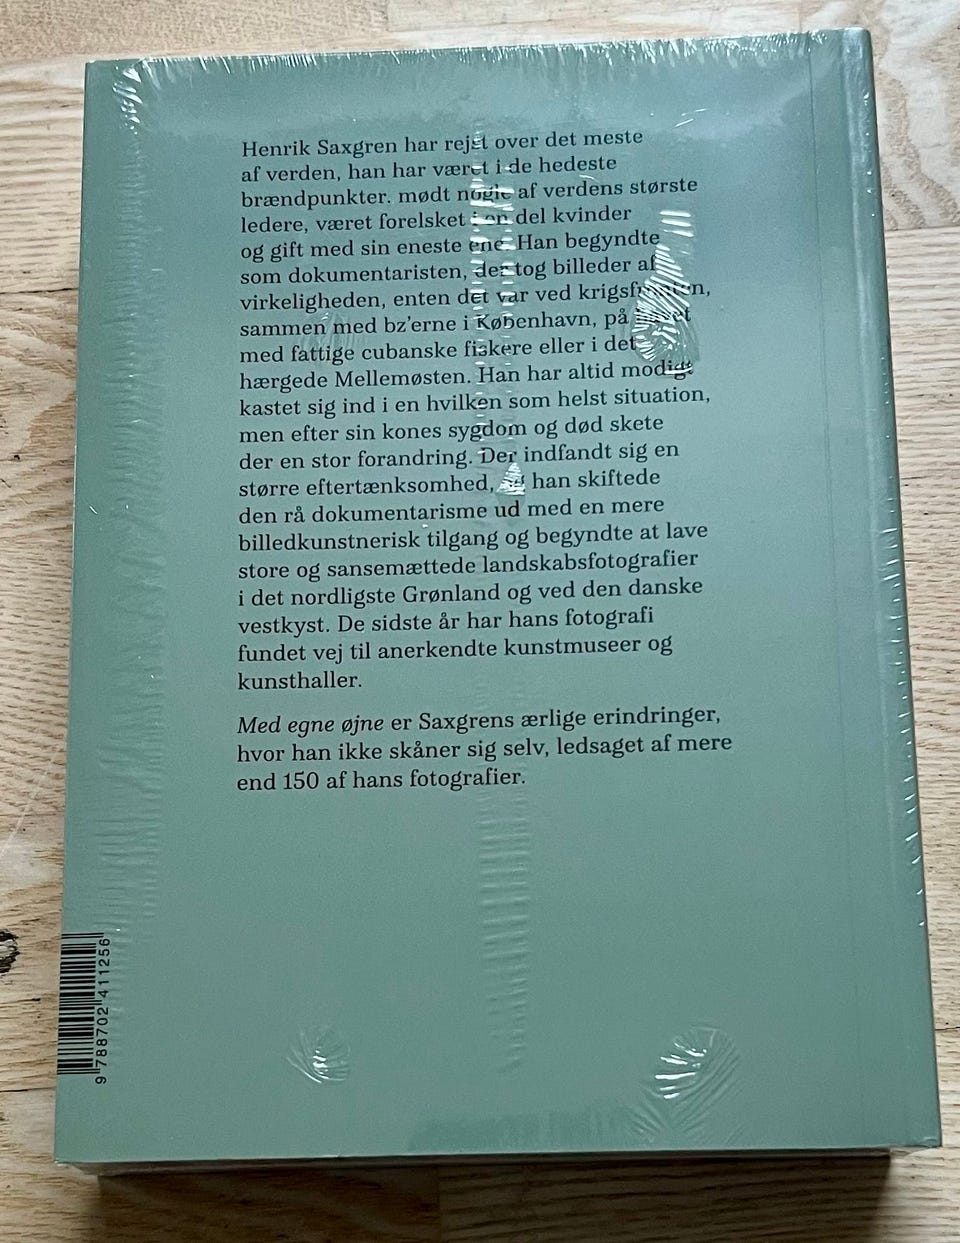 Henrik Saxgren har rejst over det meste
af verden, han har været i de hedeste
brændpunkter. mødt nogle af verdens største
ledere, været forelsket i en del kvinder
og gift med sin eneste ene. Han begyndte
som dokumentaristen, der tog billeder af
virkeligheden, enten det var ved krigsfronten,
sammen med bz’erne i København, på
med fattige cubanske fiskere eller i det
hærgede Mellemøsten. Han har altid modigt
kastet sig ind i en hvilken som helst situation,
men efter sin kones sygdom og død skete
der en stor forandring. Der indfandt sig en
større eftertænksomhed, han skiftede
den rå dokumentarisme ud med en mere
billedkunstnerisk tilgang og begyndte at lave
store og sansemættede landskabsfotografier
i det nordligste Grønland og ved den danske
vestkyst. De sidste år har hans fotografi
fundet vej til anerkendte kunstmuseer og
kunsthaller.
Med egne øjne er Saxgrens ærlige erindringer,
hvor han ikke skåner sig selv, ledsaget af mere
end 150 af hans fotografier.
9 788702 411256